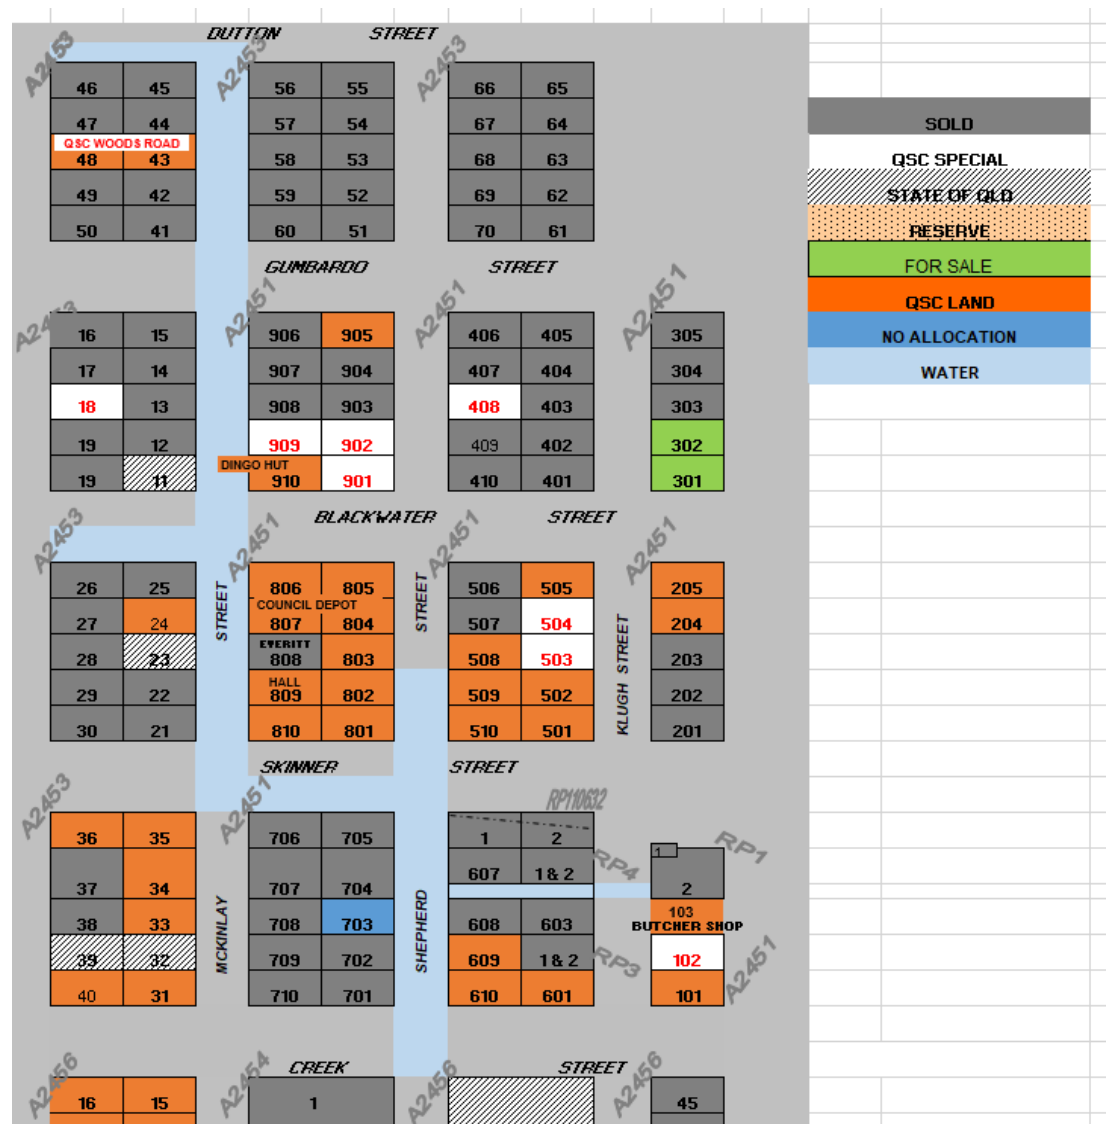 DUTTON STREET
A2453 A2453 A2453
46 45 56 55 66 65
47 44 57 54 67 64
QSC WOODS ROAD
48 43 58 53 68 63
49 42 59 52 69 62
50 41 60 51 70 61
GUMBARDO STREET
A2453 A2451 A2451 A2451
16 15 906 905 406 405 305
17 14 907 904 407 404 304
18 13 908 903 408 403 303
19 12 909 902 409 402 302
DINGO HUT
19 11 910 901 410 401 301
BLACKWATER STREET
A2453 A2451 A2451 A2451
26 25 806 805 506 505 205
COUNCIL DEPOT
27 24 807 804 507 504 204
EVERITT
28 23 808 803 508 503 203
HALL
29 22 809 802 509 502 202
30 21 810 801 510 501 201
STREET
STREET
KLUGH STREET
SKINNER STREET
A2453 A2451 RP110632
36 35 706 705 1 2
RP4 1 RP1
607 1 & 2
37 34 707 704 2
103
38 33 708 703 608 603 BUTCHER SHOP
39 32 709 702 609 1 & 2 RP3 102 A2451
40 31 710 701 610 601 101
MCKINLAY
SHEPHERD
CREEK STREET
A2456 A2454 A2456 A2456
16 15 1 45
SOLD
QSC SPECIAL
STATE OF QLD
RESERVE
FOR SALE
QSC LAND
NO ALLOCATION
WATER